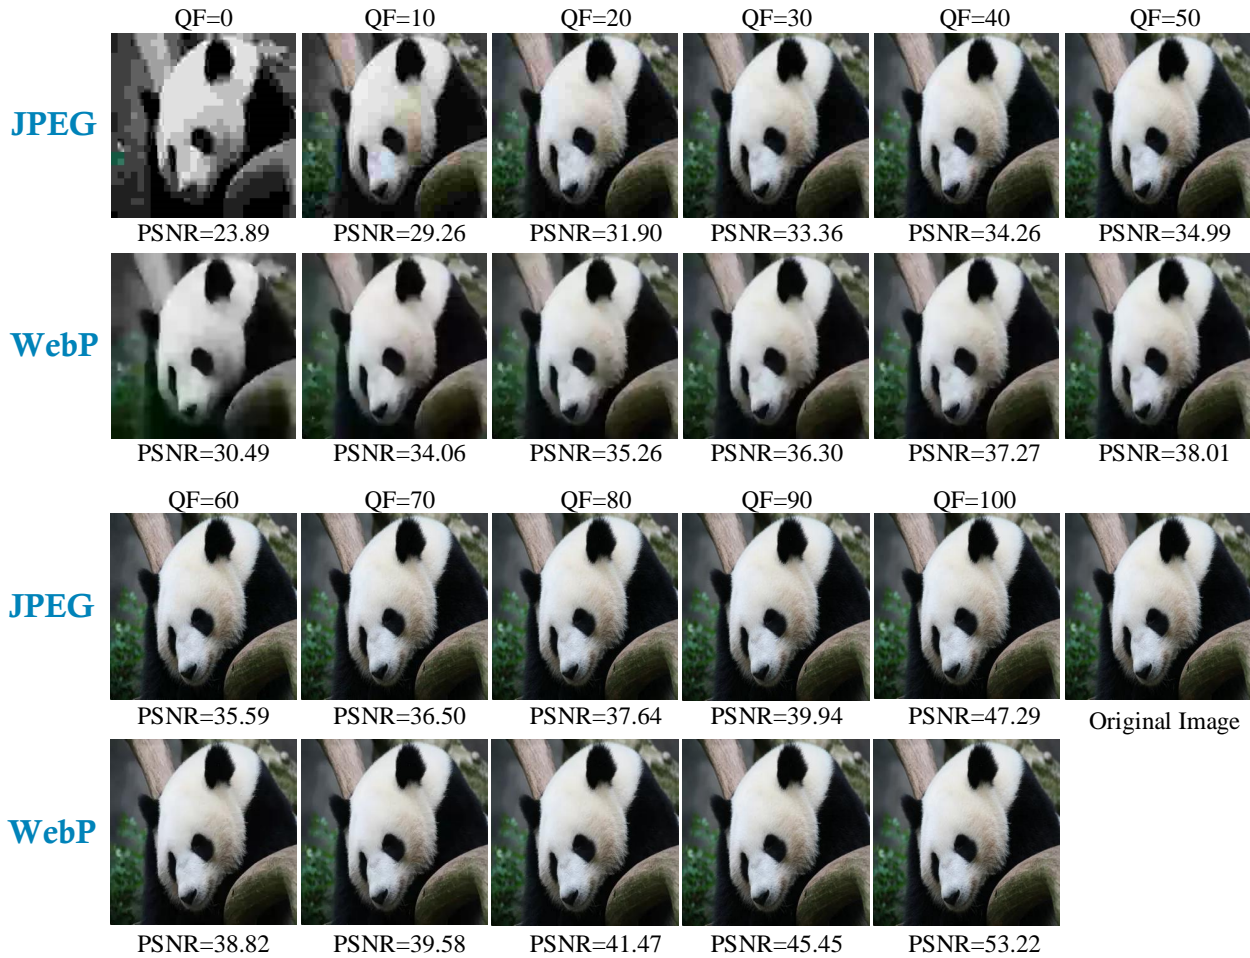 QF=0 QF=10 QF=20 QF=30 QF=40 QF=50
JPEG
PSNR=23.89 PSNR=29.26 PSNR=31.90 PSNR=33.36 PSNR=34.26 PSNR=34.99
WebP
PSNR=30.49 PSNR=34.06 PSNR=35.26 PSNR=36.30 PSNR=37.27 PSNR=38.01
QF=60 QF=70 QF=80 QF=90 QF=100
JPEG
PSNR=35.59 PSNR=36.50 PSNR=37.64 PSNR=39.94 PSNR=47.29 Original Image
WebP
PSNR=38.82 PSNR=39.58 PSNR=41.47 PSNR=45.45 PSNR=53.22